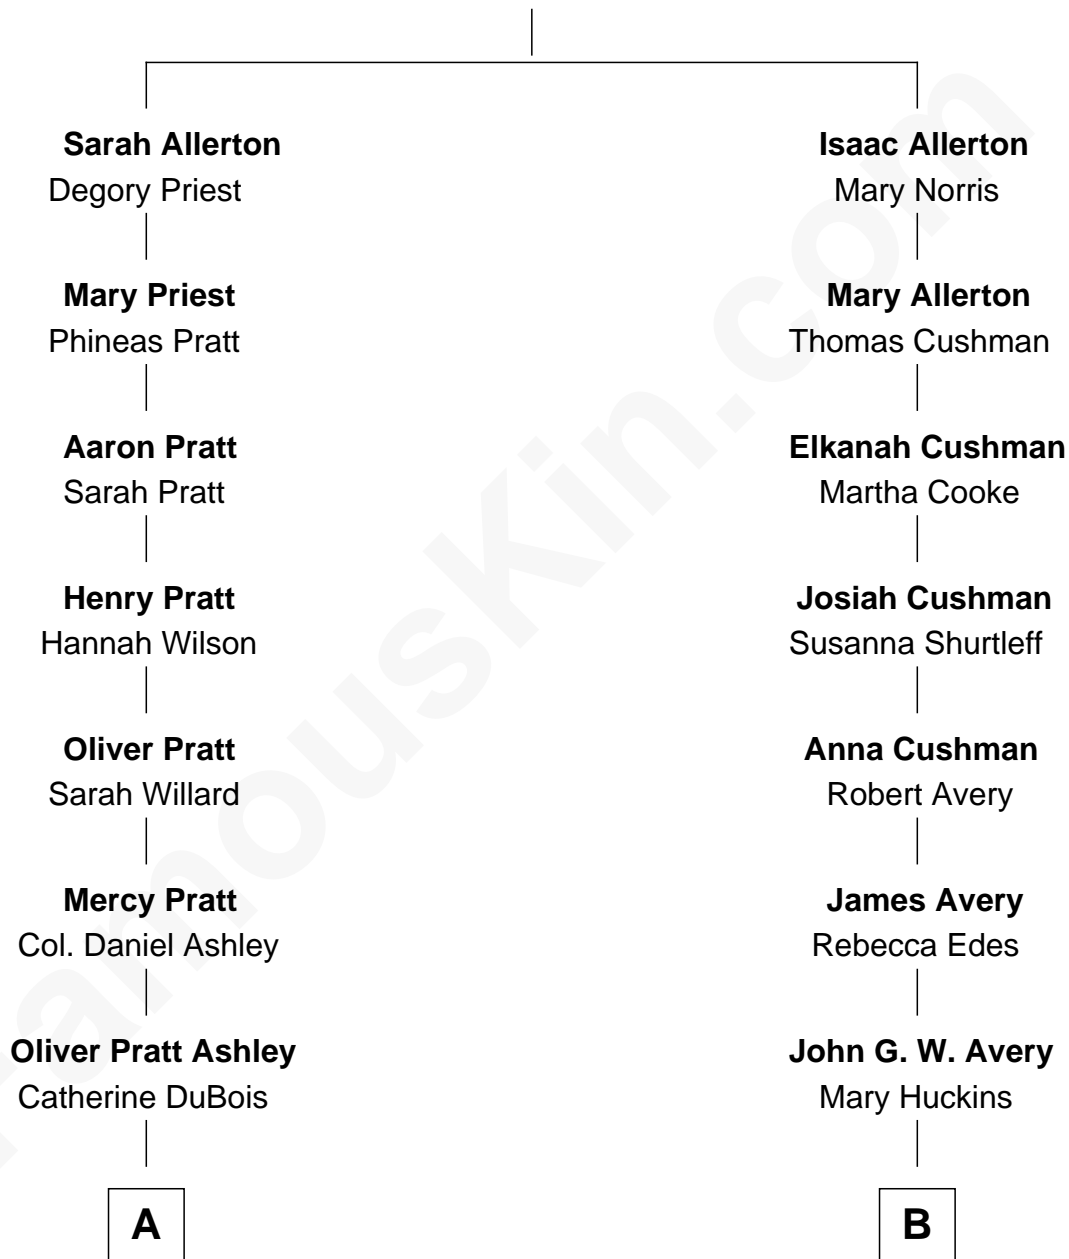 Sarah Allerton
Degory Priest
Mary Priest
Phineas Pratt
Aaron Pratt
Sarah Pratt
Henry Pratt
Hannah Wilson
Oliver Pratt
Sarah Willard
Mercy Pratt
Col. Daniel Ashley
Oliver Pratt Ashley
Catherine DuBois
A
Isaac Allerton
Mary Norris
Mary Allerton
Thomas Cushman
Elkanah Cushman
Martha Cooke
Josiah Cushman
Susanna Shurtleff
Anna Cushman
Robert Avery
James Avery
Rebecca Edes
John G. W. Avery
Mary Huckins
B
FamousKin.com